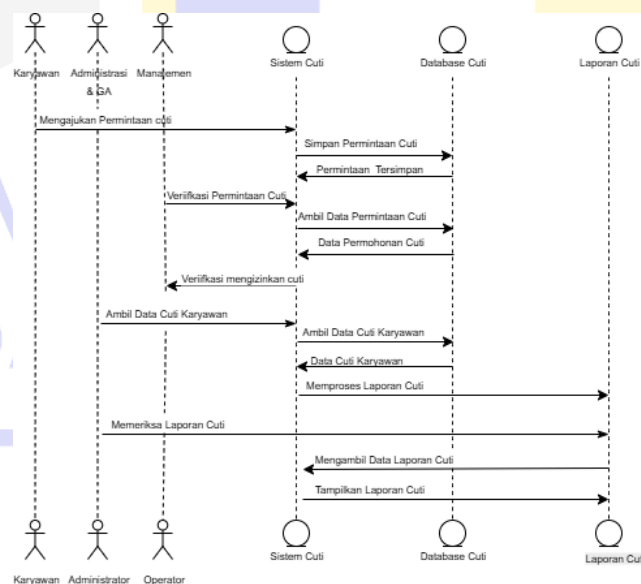 Karyawan
Administrasi
& GA
Manajemen
Sistem Cuti
Database Cuti
Laporan Cuti
Mengajukan Permintaan cuti
Simpan Permintaan Cuti
Permintaan Tersimpan
Veriifkasi Permintaan Cuti
Ambil Data Permintaan Cuti
Data Permohonan Cuti
Veriifkasi mengizinkan cuti
Ambil Data Cuti Karyawan
Ambil Data Cuti Karyawan
Data Cuti Karyawan
Memproses Laporan Cuti
Memeriksa Laporan Cuti
Mengambil Data Laporan Cuti
Tampilkan Laporan Cuti
Karyawan
Administrator
Operator
Sistem Cuti
Database Cuti
Laporan Cuti